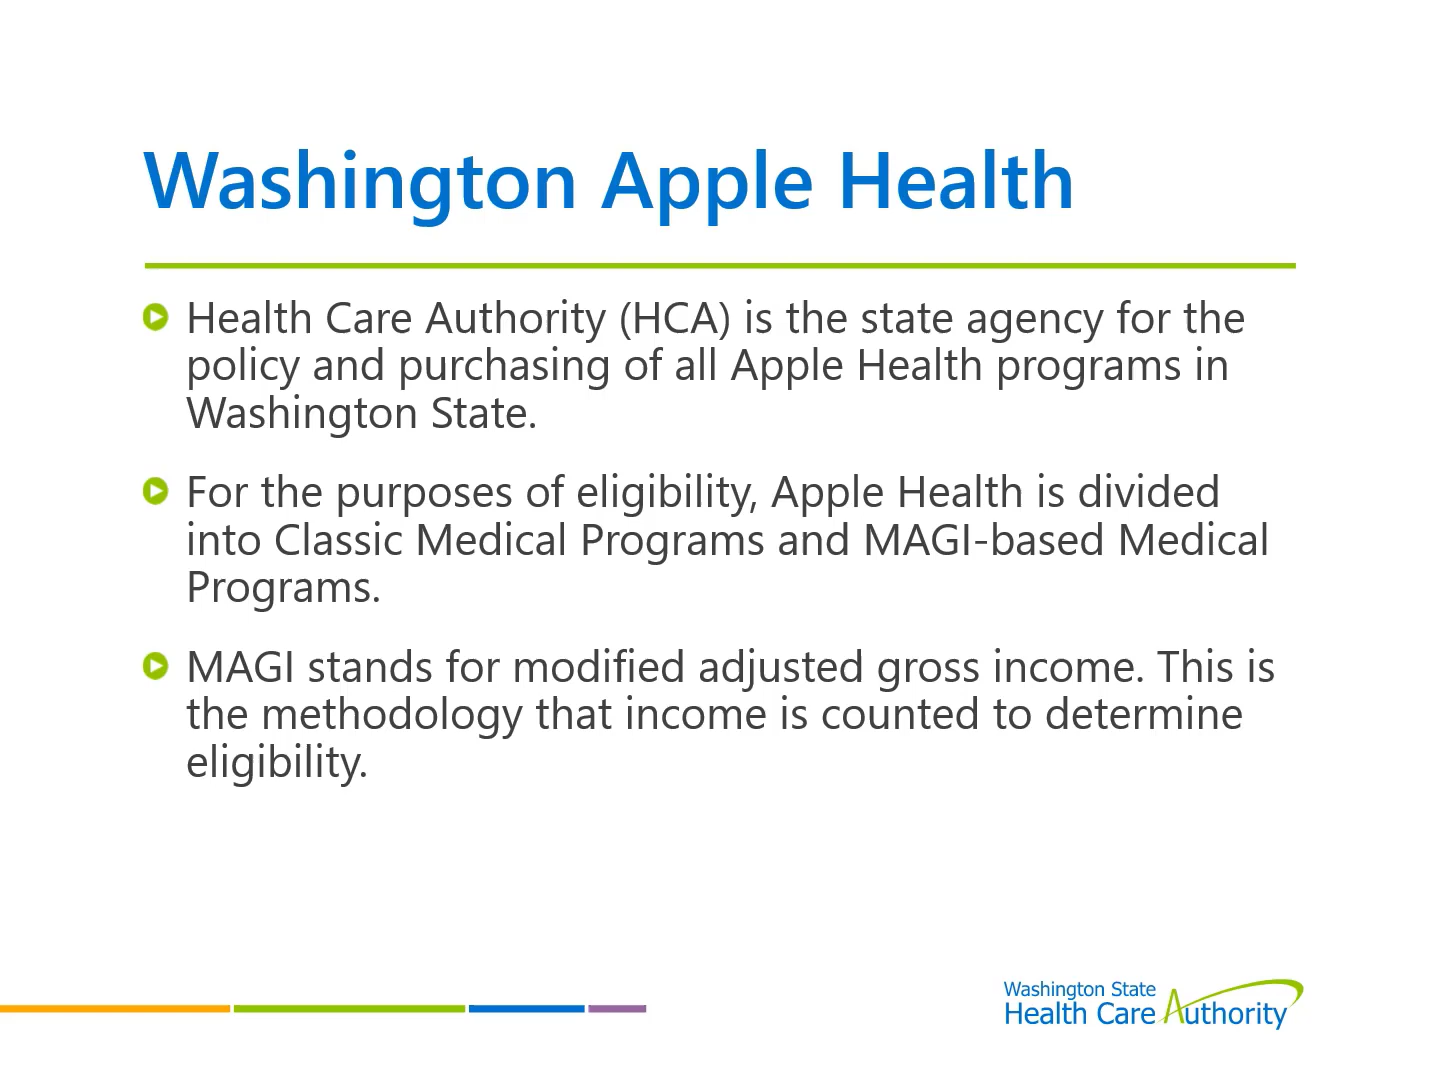 Washington Apple Health
Health Care Authority (HCA) is the state agency for the
policy and purchasing of all Apple Health programs in
Washington State.
For the purposes of eligibility, Apple Health is divided
into Classic Medical Programs and MAGI-based Medical
Programs.
MAGI stands for modified adjusted gross income. This is
the methodology that income is counted to determine
eligibility.
Washington State
Health Care Authority